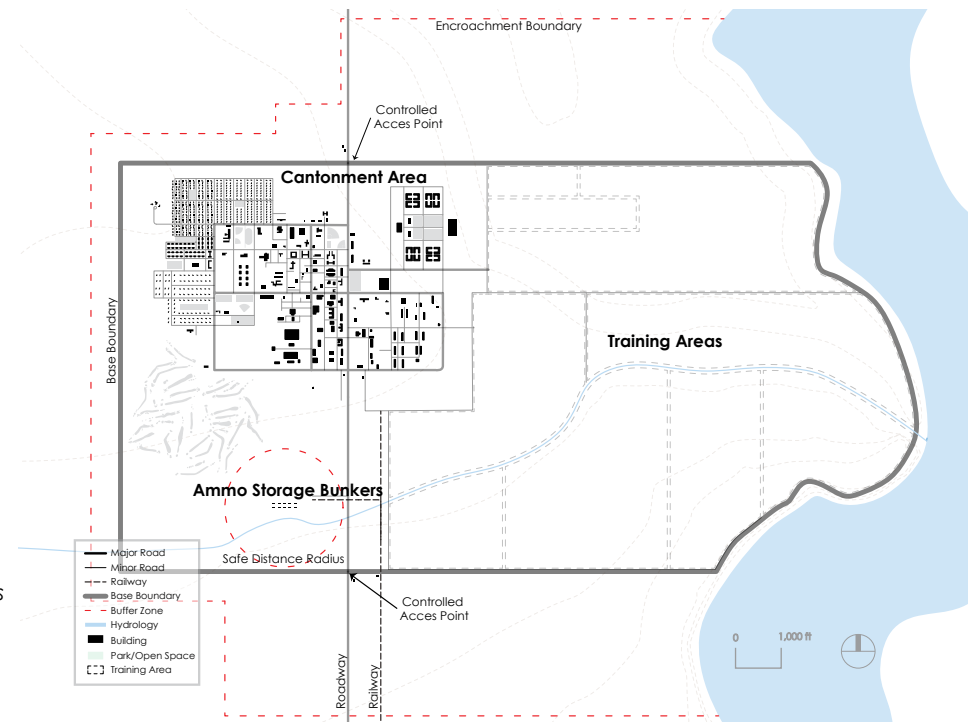 Encroachment Boundary
Controlled
Acces Point
Cantonment Area
Base Boundary
Training Areas
Ammo Storage Bunkers
Safe Distance Radius
Major Road
Minor Road
Railway
Base Boundary
Buffer Zone
Hydrology
Building
Park/Open Space
Training Area
s
Controlled
Acces Point
Roadway
Railway
0 1,000 ft